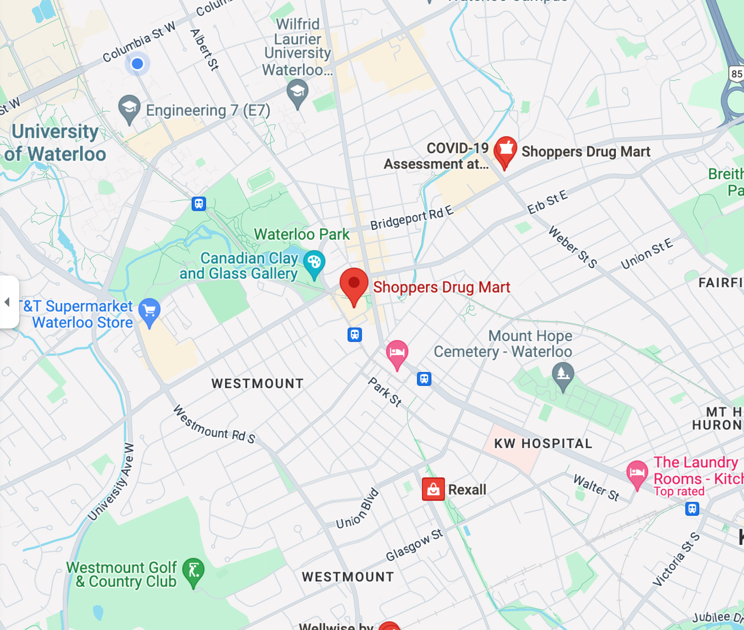 Columbia St W
Albert St
Wilfrid
Laurier
University
Waterloo...
85
Engineering 7 (E7)
University
of Waterloo
COVID-19
Assessment at...
Shoppers Drug Mart
Bridgeport Rd E
Erb St E
Waterloo Park
Canadian Clay
and Glass Gallery
Weber St S
Union St E
Shoppers Drug Mart
T&T Supermarket
Waterloo Store
Mount Hope
Cemetery - Waterloo
WESTMOUNT
Park St
Westmount Rd S
KW HOSPITAL
MT H
HURON
University Ave W
The Laundry
Rooms - Kitch
Top rated
Rexall
Walter St
Union Blvd
Glasgow St
Victoria St S
Westmount Golf
& Country Club
WESTMOUNT
Wellwise by
Jubilee Dr